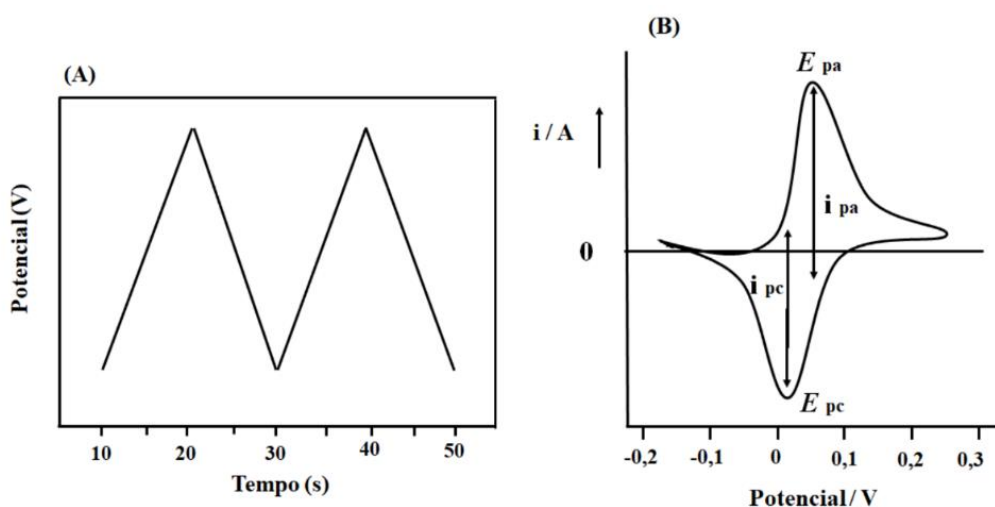 (A)
Potencial (V)
10 20 30 40 50
Tempo (s)
(B)
E pa
i / A
i pa
0
i pc
E pc
-0,2 -0,1 0 0,1 0,2 0,3
Potencial / V